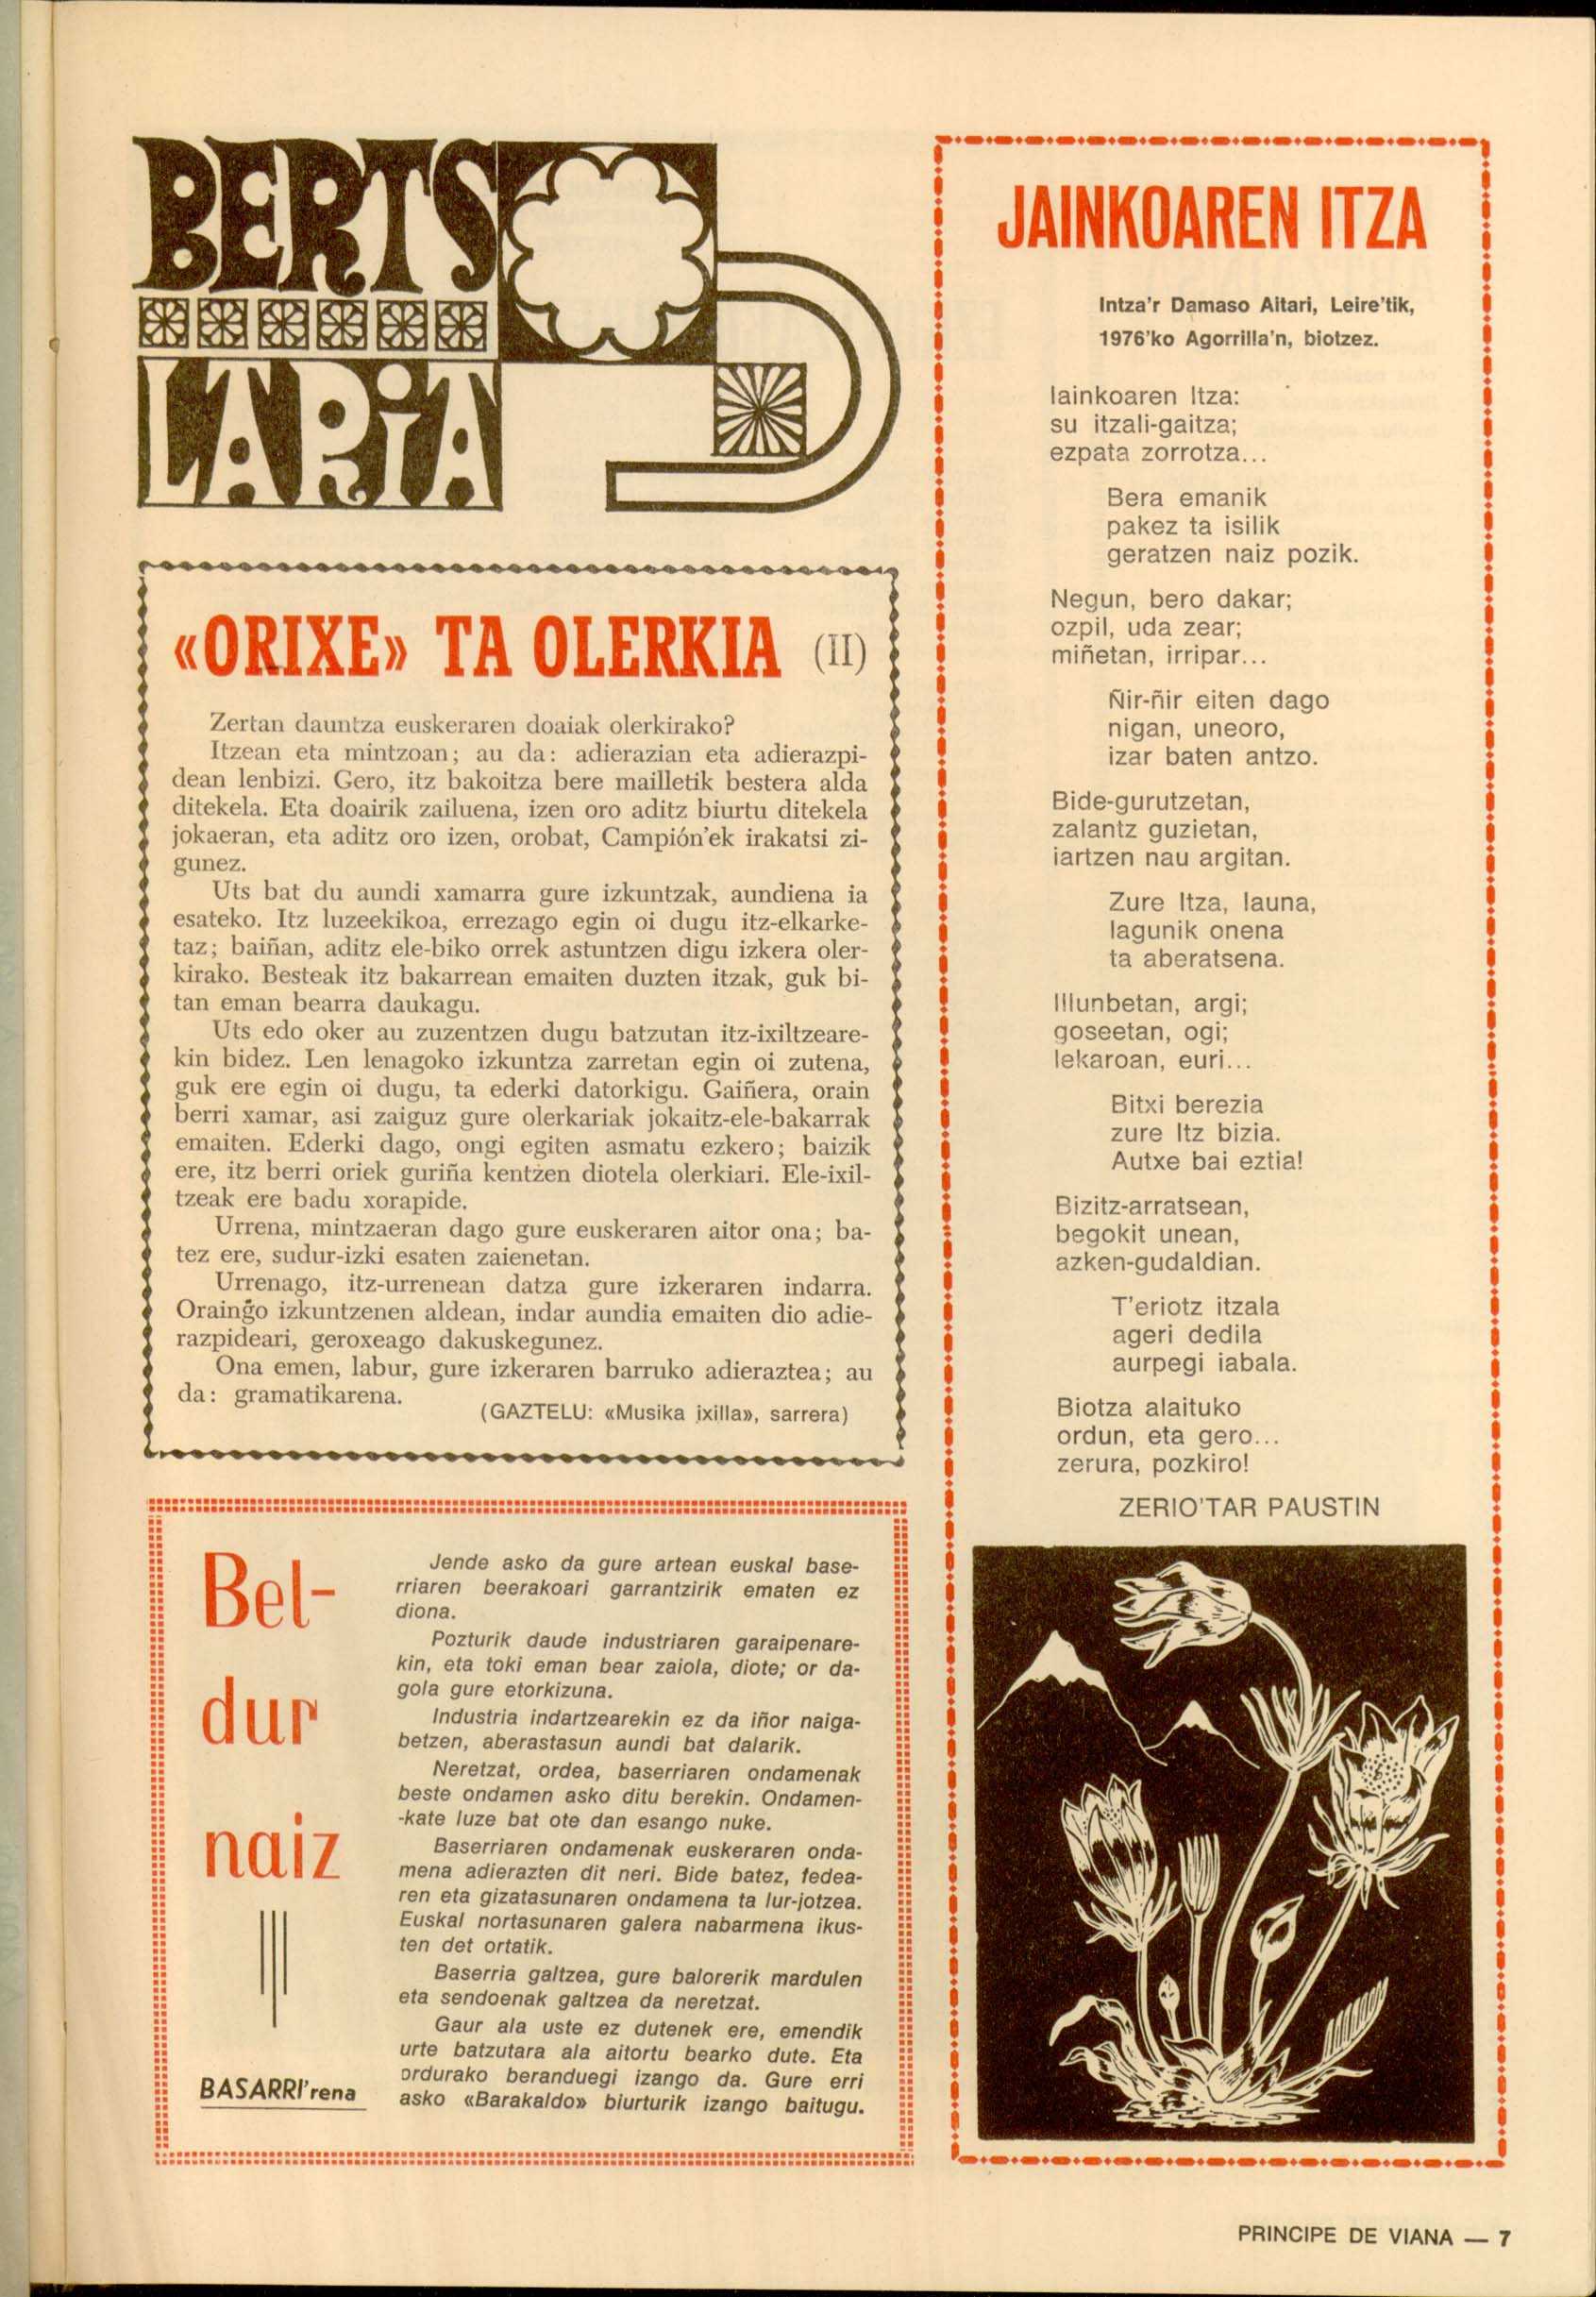 BERTSO
LARIA
«ORIXE» TA OLERKIA (II)
Zertan dauntza euskeraren doaiak olerkirako?
Itzean eta mintzoan; au da: adierazian eta adierazpi-
dean lenbizi. Gero, itz bakoitza bere mailletik bestera alda
ditekela. Eta doairik zailuena, izen oro aditz biurtu ditekela
jokaeran, eta aditz oro izen, orobat, Campión'ek irakatsi zi-
gunez.
Uts bat du aundi xamarra gure izkuntzak, aundiena ia
esateko. Itz luzeekikoa, errezago egin oi dugu itz-elkarke-
taz; baiñan, aditz ele-biko orrek astuntzen digu izkera oler-
kirako. Besteak itz bakarrean emaiten duzten itzak, guk bi-
tan eman bearra daukagu.
Uts edo oker au zuzentzen dugu batzutan itz-ixiltzeare-
kin bidez. Len lenagoko izkuntza zarretan egin oi zutena,
guk ere egin oi dugu, ta ederki datorkigu. Gaiñera, orain
berri xamar, asi zaiguz gure olerkariak jokaitz-ele-bakarrak
emaiten. Ederki dago, ongi egiten asmatu ezkero; baizik
ere, itz berri oriek guriña kentzen diotela olerkiari. Ele-ixil-
tzeak ere badu xorapide.
Urrena, mintzaeran dago gure euskeraren aitor ona; ba-
tez ere, sudur-izki esaten zaienetan.
Urrenago, itz-urrenean datza gure izkeraren indarra.
Oraingo izkuntzenen aldean, indar aundia emaiten dio adie-
razpideari, geroxeago dakuskegunez.
Ona emen, labur, gure izkeraren barruko adieraztea; au
da: gramatikarena.
(GAZTELU: «Musika ixilla», sarrera)
Bel-
dur
naiz
BASARRI'rena
Jende asko da gure artean euskal base-
rriaren beerakoari garrantzirik ematen ez
diona.
Pozturik daude industriaren garaipenare-
kin, eta toki eman bear zaiola, diote; or da-
gola gure etorkizuna.
Industria indartzearekin ez da iñor naiga-
betzen, aberastasun aundi bat dalarik.
Neretzat, ordea, baserriaren ondamenak
beste ondamen asko ditu berekin. Ondamen-
-kate luze bat ote dan esango nuke.
Baserriaren ondamenak euskeraren onda-
mena adierazten dit neri. Bide batez, fedea-
ren eta gizatasunaren ondamena ta lur-jotzea.
Euskal nortasunaren galera nabarmena ikus-
ten det ortatik.
Baserria galtzea, gure balorerik mardulen
eta sendoenak galtzea da neretzat.
Gaur ala uste ez dutenek ere, emendik
urte batzutara ala aitortu bearko dute. Eta
ordurako beranduegi izango da. Gure erri
asko «Barakaldo» biurturik izango baitugu.
JAINKOAREN ITZA
Intza'r Damaso Aitari, Leire'tik,
1976'ko Agorrilla'n, biotzez.
Iainkoaren Itza:
su itzali-gaitza;
ezpata zorrotza...
Bera emanik
pakez ta isilik
geratzen naiz pozik.
Negun, bero dakar;
ozpil, uda zear;
miñetan, irripar...
Ñir-ñir eiten dago
nigan, uneoro,
izar baten antzo.
Bide-gurutzetan,
zalantz guzietan,
iartzen nau argitan.
Zure Itza, launa,
lagunik onena
ta aberatsena.
Illunbetan, argi;
goseetan, ogi;
lekaroan, euri...
Bitxi berezia
zure Itz bizia.
Autxe bai eztia!
Bizitz-arratsean,
begokit unean,
azken-gudaldian.
T'eriotz itzala
ageri dedila
aurpegi iabala.
Biotza alaituko
ordun, eta gero...
zerura, pozkiro!
ZERIO'TAR PAUSTIN
PRINCIPE DE VIANA — 7